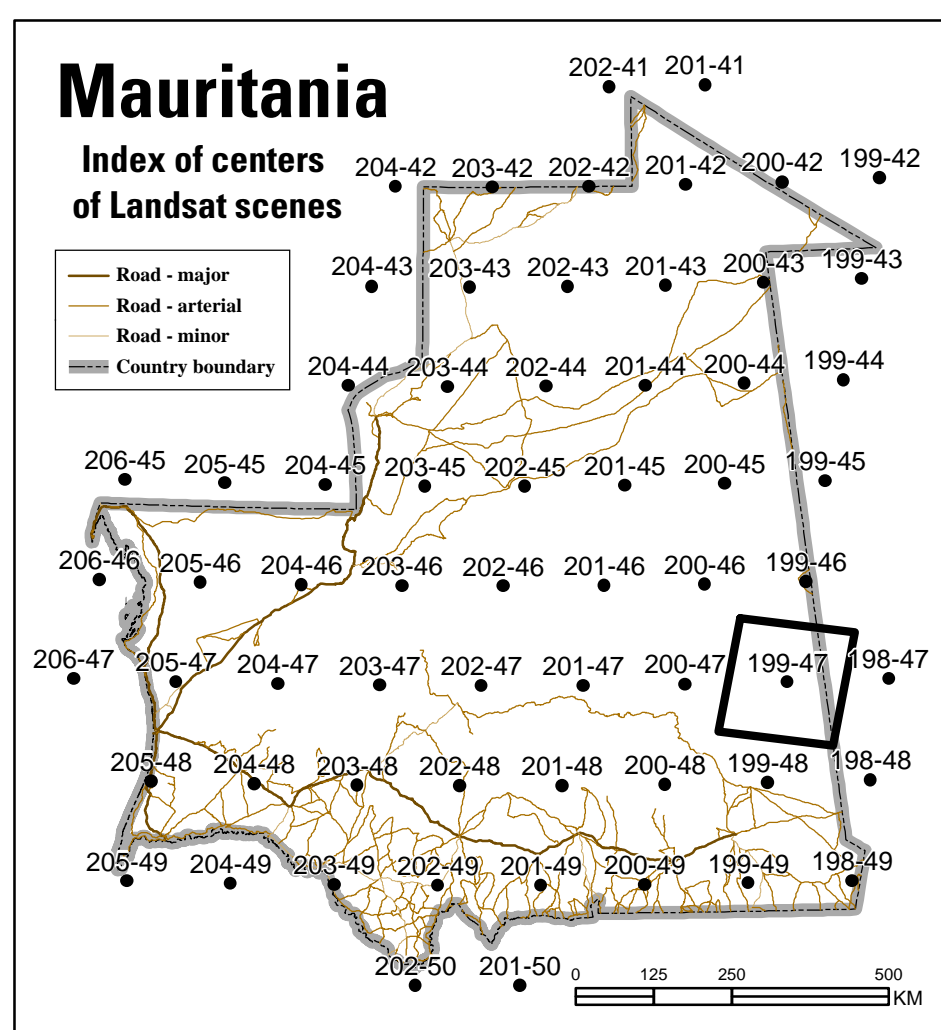 Mauritania
Index of centers
of Landsat scenes
Road - major
Road - arterial
Road - minor
Country boundary
202-41 201-41
204-42 203-42 202-42 201-42 200-42 199-42
204-43 203-43 202-43 201-43 200-43 199-43
204-44 203-44 202-44 201-44 200-44 199-44
206-45 205-45 204-45 203-45 202-45 201-45 200-45 199-45
206-46 205-46 204-46 203-46 202-46 201-46 200-46 199-46
206-47 205-47 204-47 203-47 202-47 201-47 200-47 199-47 198-47
205-48 204-48 203-48 202-48 201-48 200-48 199-48 198-48
205-49 204-49 203-49 202-49 201-49 200-49 199-49 198-49
202-50 201-50
0 125 250 500
KM